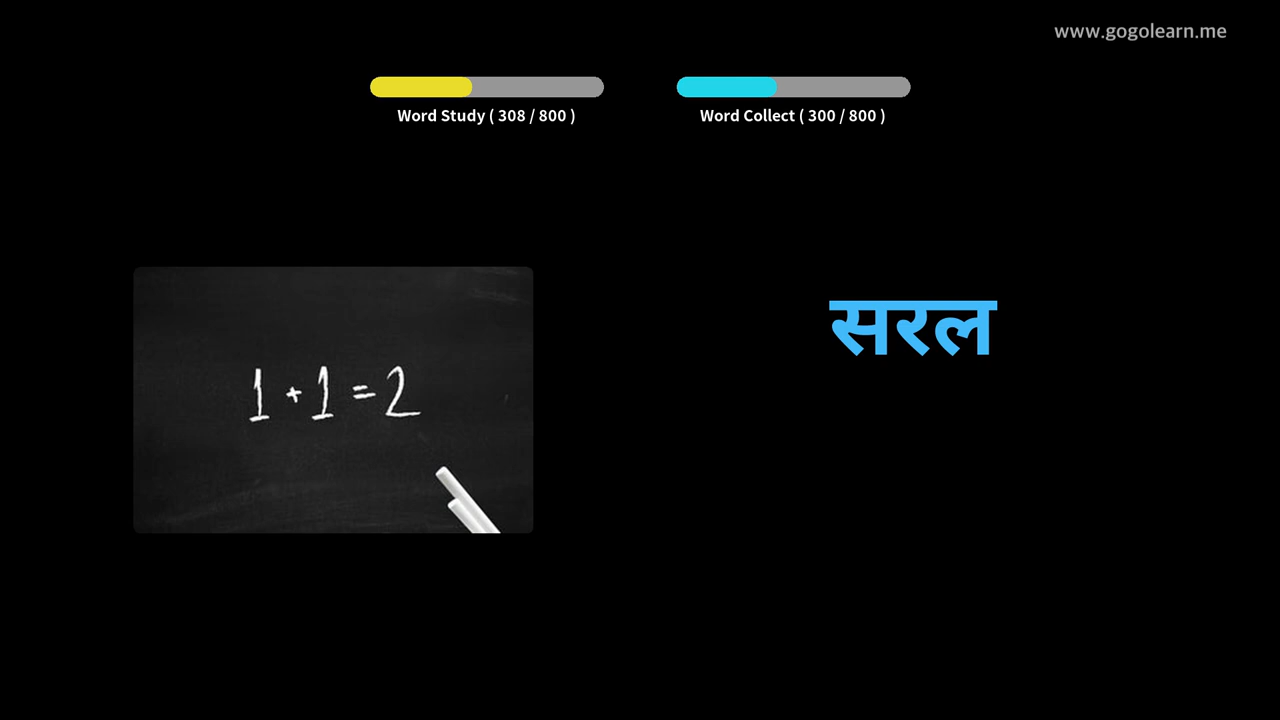 www.gogolearn.me
Word Study ( 308 / 800 )
Word Collect ( 300 / 800 )
सरल
1 + 1 = 2